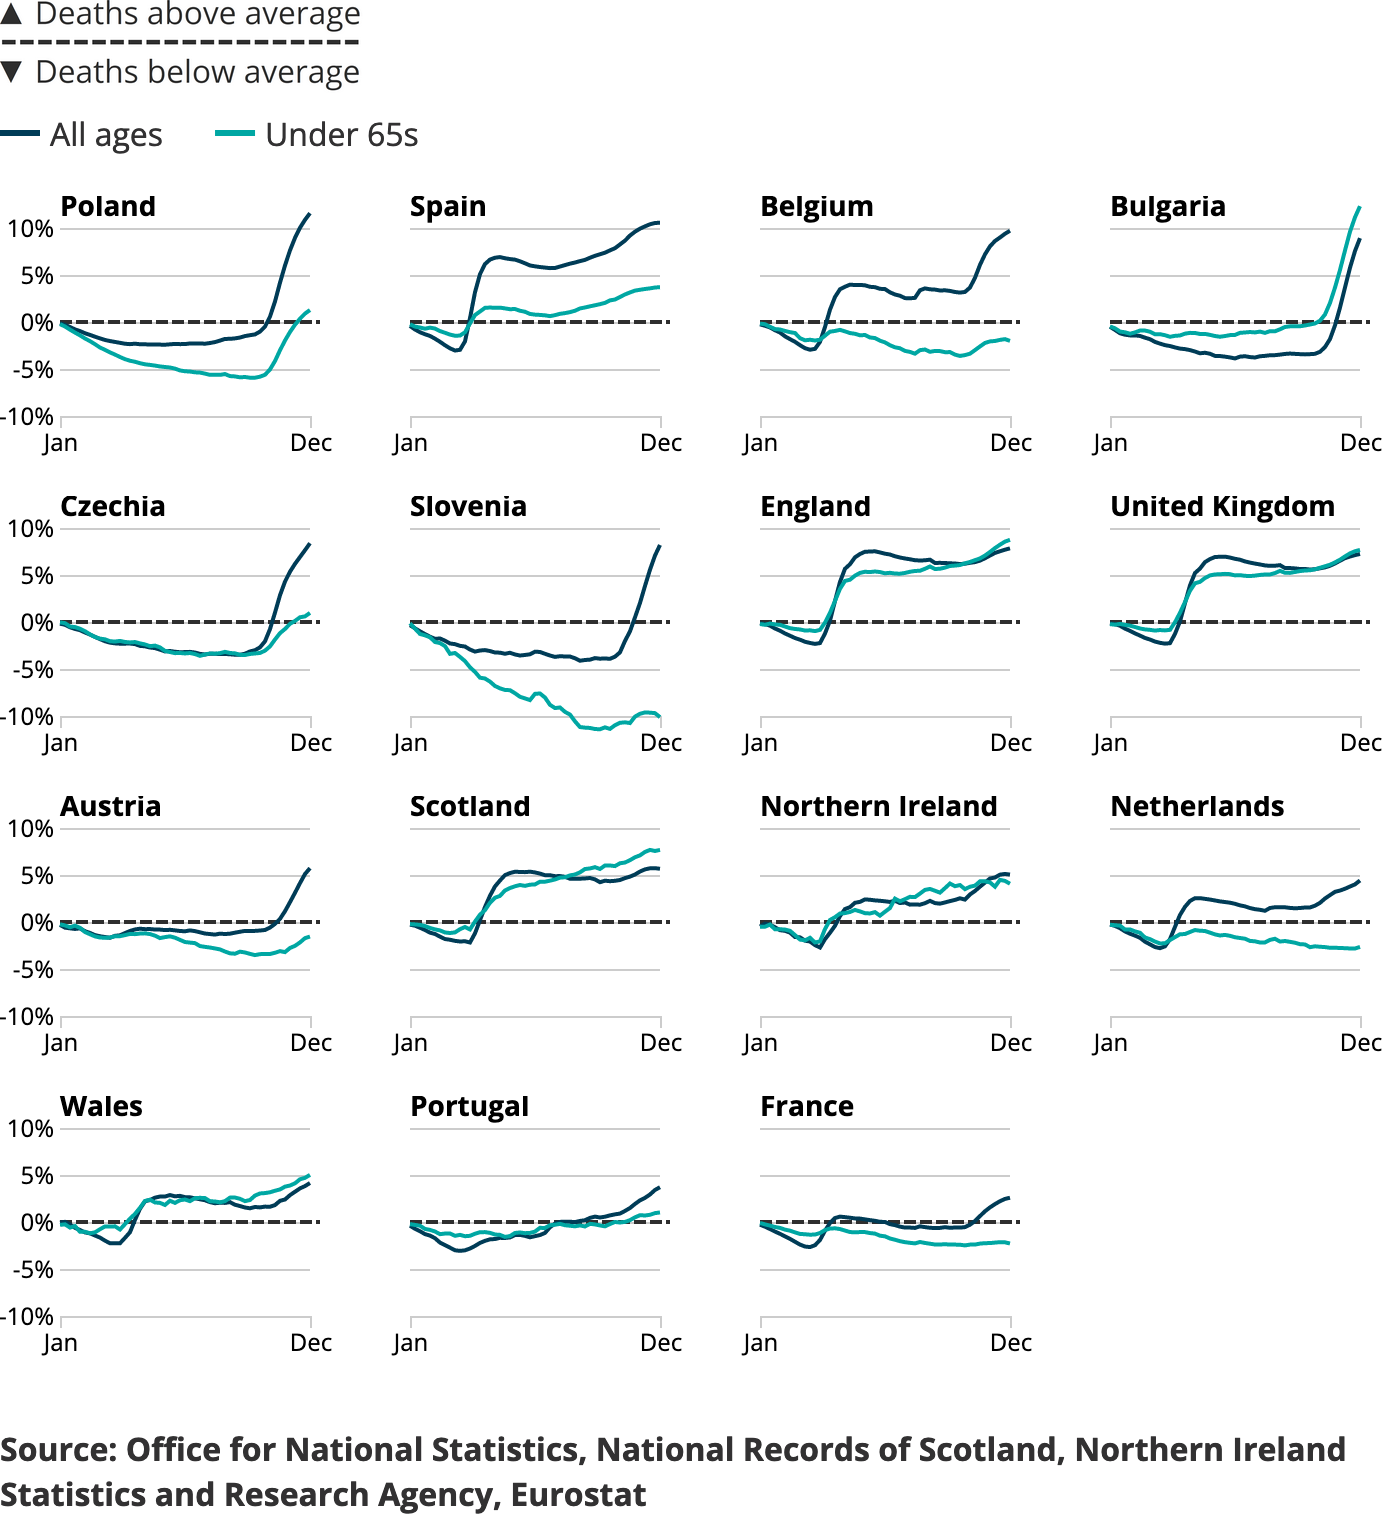 ▲ Deaths above average
▼ Deaths below average
All ages Under 65s
Poland Spain Belgium Bulgaria
10%
5%
0%
-5%
-10%
Jan Dec Jan Dec Jan Dec Jan Dec
Czechia Slovenia England United Kingdom
10%
5%
0%
-5%
-10%
Jan Dec Jan Dec Jan Dec Jan Dec
Austria Scotland Northern Ireland Netherlands
10%
5%
0%
-5%
-10%
Jan Dec Jan Dec Jan Dec Jan Dec
Wales Portugal France
10%
5%
0%
-5%
-10%
Jan Dec Jan Dec Jan Dec
Source: Office for National Statistics, National Records of Scotland, Northern Ireland
Statistics and Research Agency, Eurostat